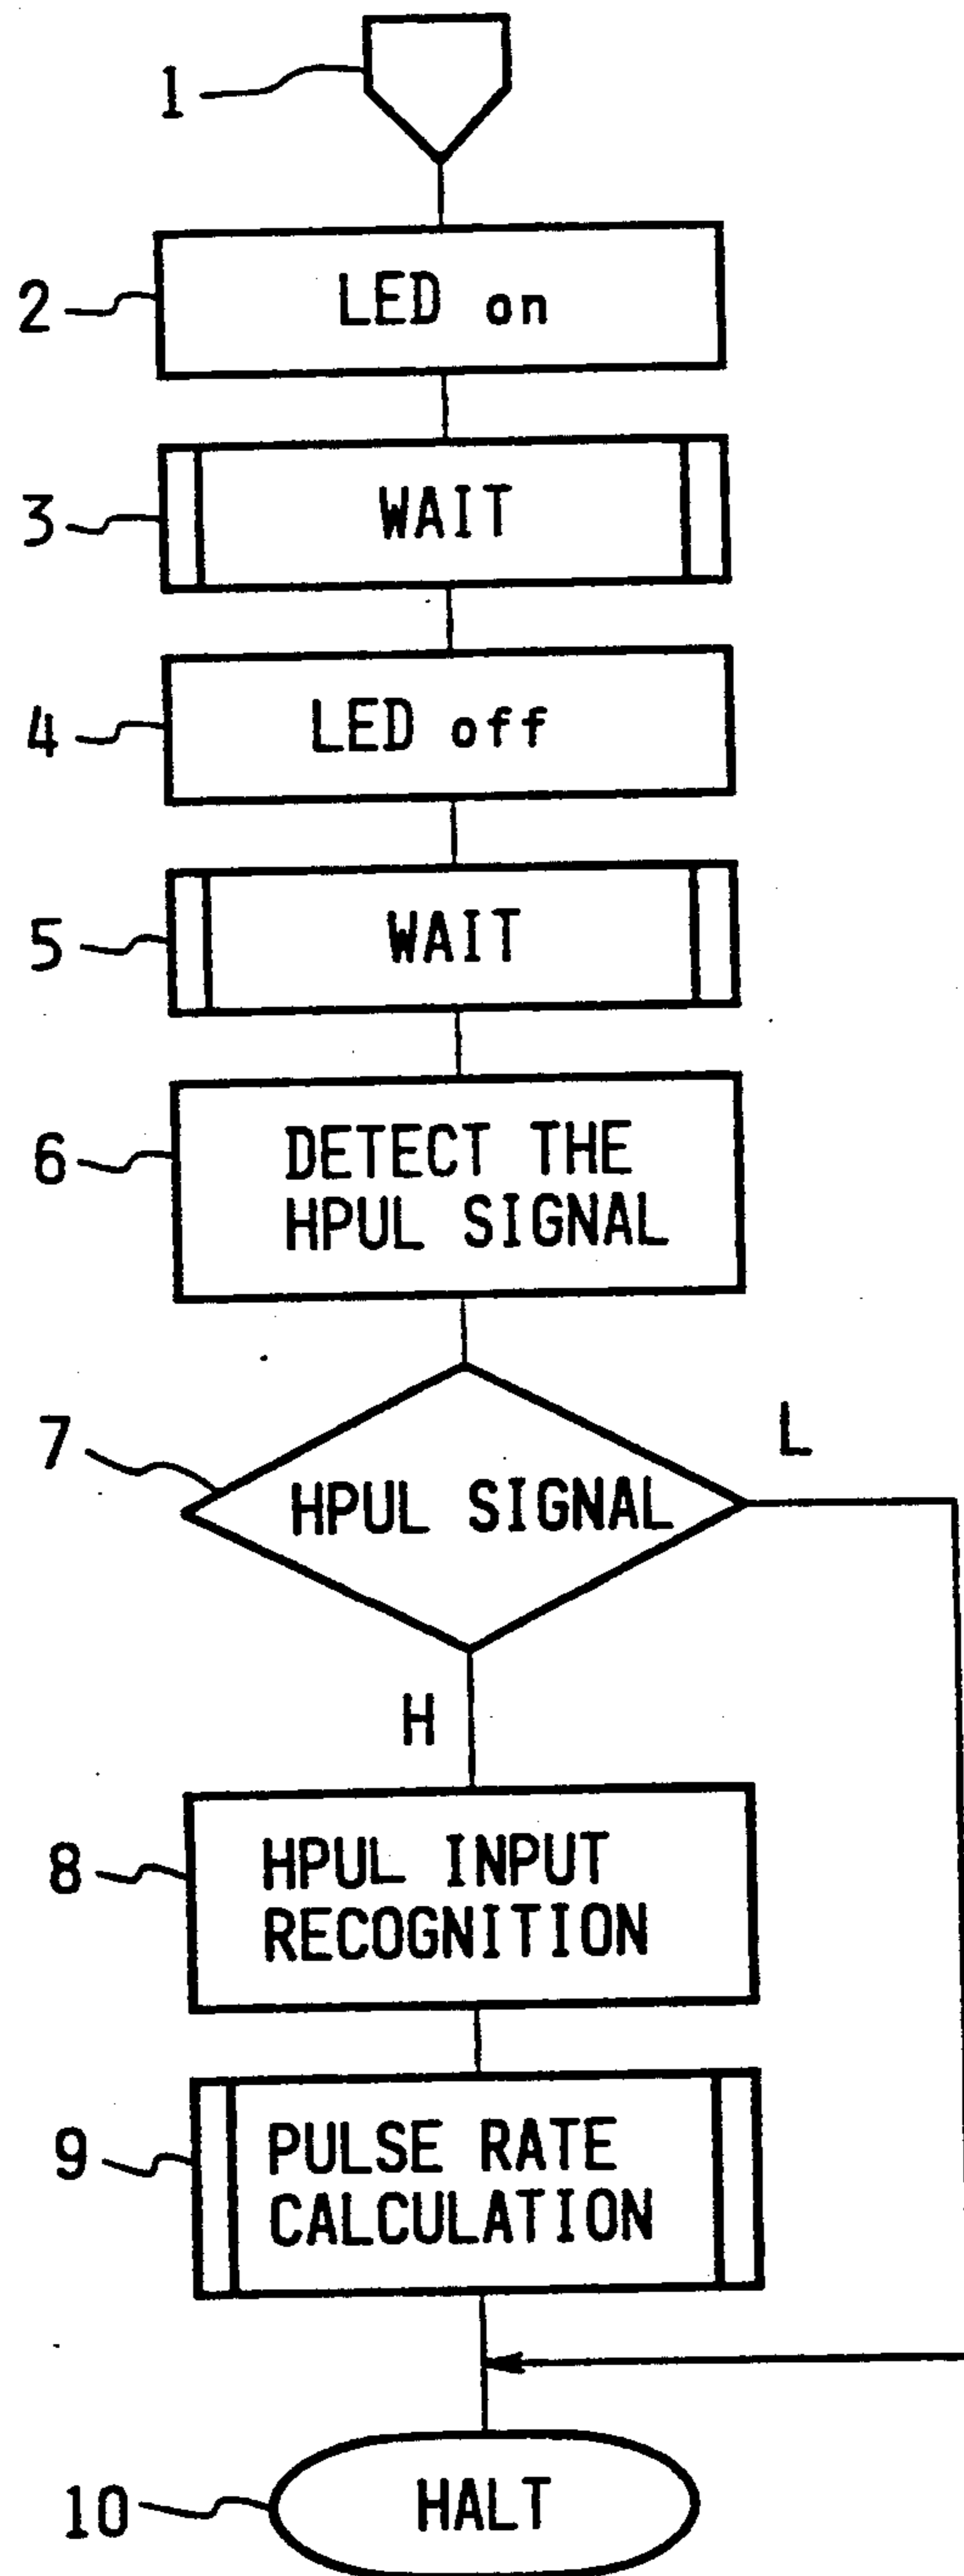 1
2
LED on
3
WAIT
4
LED off
5
WAIT
6
DETECT THE
HPUL SIGNAL
7
HPUL SIGNAL
L
H
8
HPUL INPUT
RECOGNITION
9
PULSE RATE
CALCULATION
10
HALT